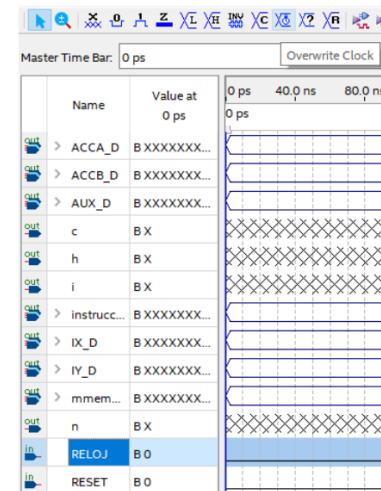 Master Time Bar: 0 ps
Overwrite Clock
Name Value at 0 ps 0 ps 40.0 ns 80.0 n
0 ps
ACCA_D B XXXXXXX...
ACCB_D B XXXXXXX...
AUX_D B XXXXXXX...
c B X
h B X
i B X
instrucc... B XXXXXXX...
IX_D B XXXXXXX...
IY_D B XXXXXXX...
mmem... B XXXXXXX...
n B X
RELOJ B 0
RESET B 0